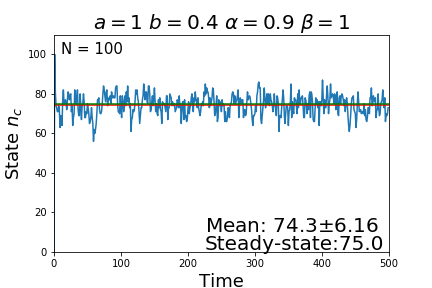 a = 1 b = 0.4 α = 0.9 β = 1
N = 100
State n_c
100
80
60
40
20
0
Mean: 74.3±6.16
Steady-state:75.0
0 100 200 300 400 500
Time